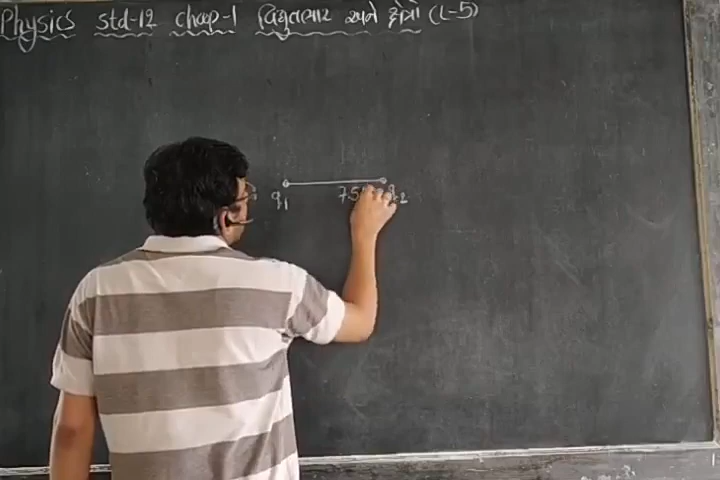 Physics std-12 chap-1 વિદ્યુતભાર અને ક્ષેત્રો (L-5)
q1 q2